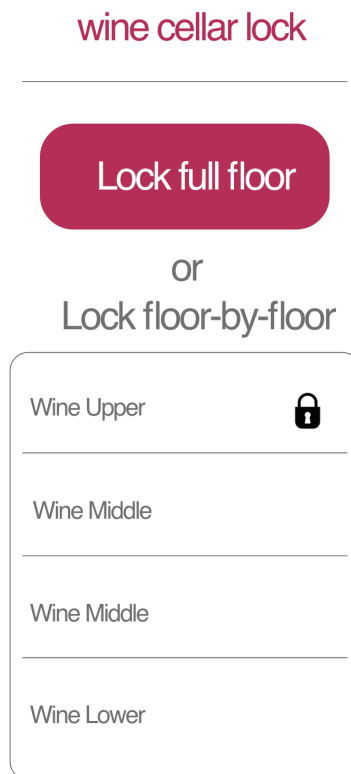 wine cellar lock
Lock full floor
or
Lock floor-by-floor
Wine Upper
Wine Middle
Wine Middle
Wine Lower